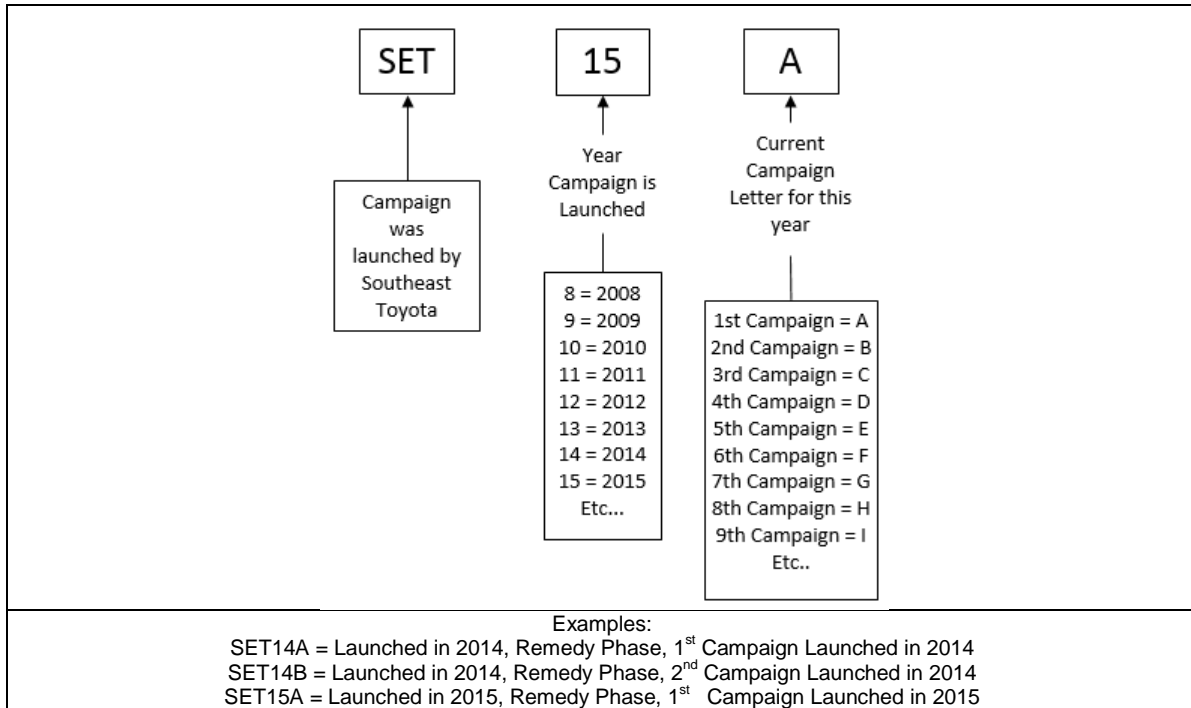 SET
15
A
Campaign
was
launched by
Southeast
Toyota
Year
Campaign is
Launched
8 = 2008
9 = 2009
10 = 2010
11 = 2011
12 = 2012
13 = 2013
14 = 2014
15 = 2015
Etc...
Current
Campaign
Letter for this
year
1st Campaign = A
2nd Campaign = B
3rd Campaign = C
4th Campaign = D
5th Campaign = E
6th Campaign = F
7th Campaign = G
8th Campaign = H
9th Campaign = I
Etc..
Examples:
SET14A = Launched in 2014, Remedy Phase, 1st Campaign Launched in 2014
SET14B = Launched in 2014, Remedy Phase, 2nd Campaign Launched in 2014
SET15A = Launched in 2015, Remedy Phase, 1st Campaign Launched in 2015